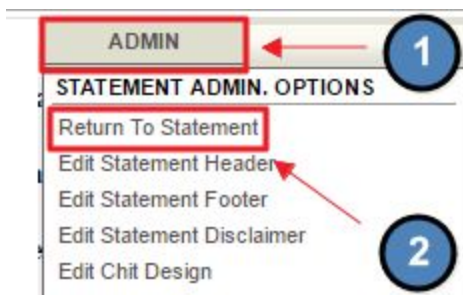 ADMIN
1
STATEMENT ADMIN. OPTIONS
Return To Statement
Edit Statement Header
Edit Statement Footer
Edit Statement Disclaimer
2
Edit Chit Design